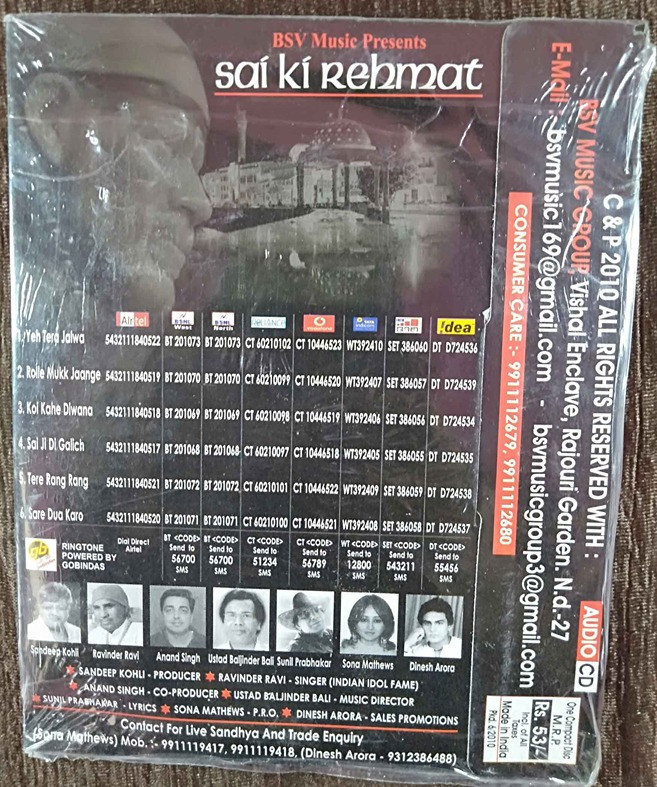 BSV Music Presents
Sai Ki Rehmat
Airtel BSNL West BSNL North RELIANCE vodafone TATA INDICOM !dea
1. Yeh Tera Jalwa 5432111840522 BT 201073 BT 201073 CT 60210102 CT 10446523 WT392410 SET 386060 DT D724536
2. Rolle Mukk Jaange 5432111840519 BT 201070 BT 201070 CT 60210099 CT 10446520 WT392407 SET 386057 DT D724539
3. Koi Kahe Diwana 5432111840518 BT 201069 BT 201069 CT 60210098 CT 10446519 WT392406 SET 386056 DT D724534
4. Sai Ji Di Galich 5432111840517 BT 201068 BT 201068 CT 60210097 CT 10446518 WT392405 SET 386055 DT D724535
5. Tere Rang Rang 5432111840521 BT 201072 BT 201072 CT 60210101 CT 10446522 WT392409 SET 386059 DT D724538
6. Sare Dua Karo 5432111840520 BT 201071 BT 201071 CT 60210100 CT 10446521 WT392408 SET 386058 DT D724537
gb RINGTONE POWERED BY GOBINDAS
Dial Direct Airtel
BT <CODE> Send to 56700 SMS
BT <CODE> Send to 56700 SMS
CT <CODE> Send to 51234 SMS
CT <CODE> Send to 56789 SMS
WT <CODE> Send to 12800 SMS
SET <CODE> Send to 543211 SMS
DT <CODE> Send to 55456 SMS
Sandeep Kohli Ravinder Ravi Anand Singh Ustad Baljinder Bali Sunil Prabhakar Sona Mathews Dinesh Arora
SANDEEP KOHLI - PRODUCER RAVINDER RAVI - SINGER (INDIAN IDOL FAME)
ANAND SINGH - CO-PRODUCER USTAD BALJINDER BALI - MUSIC DIRECTOR
SUNIL PRABHAKAR - LYRICS SONA MATHEWS - P.R.O. DINESH ARORA - SALES PROMOTIONS
Contact For Live Sandhya And Trade Enquiry
(Sona Mathews) Mob. :- 9911119417, 9911119418, (Dinesh Arora - 9312386488)
C & P 2010 ALL RIGHTS RESERVED WITH :
BSV MUSIC GROUP Vishal Enclave, Rajouri Garden. N.d.-27
E-Mail : bsvmusic169@gmail.com - bsvmusicgroup3@gmail.com
CONSUMER CARE :- 9911112679, 9911112680
AUDIO CD
One Compact Disc
M.R.P.
Rs. 53/-
Incl. of All Taxes
Made in India
Pkd. 6/2010